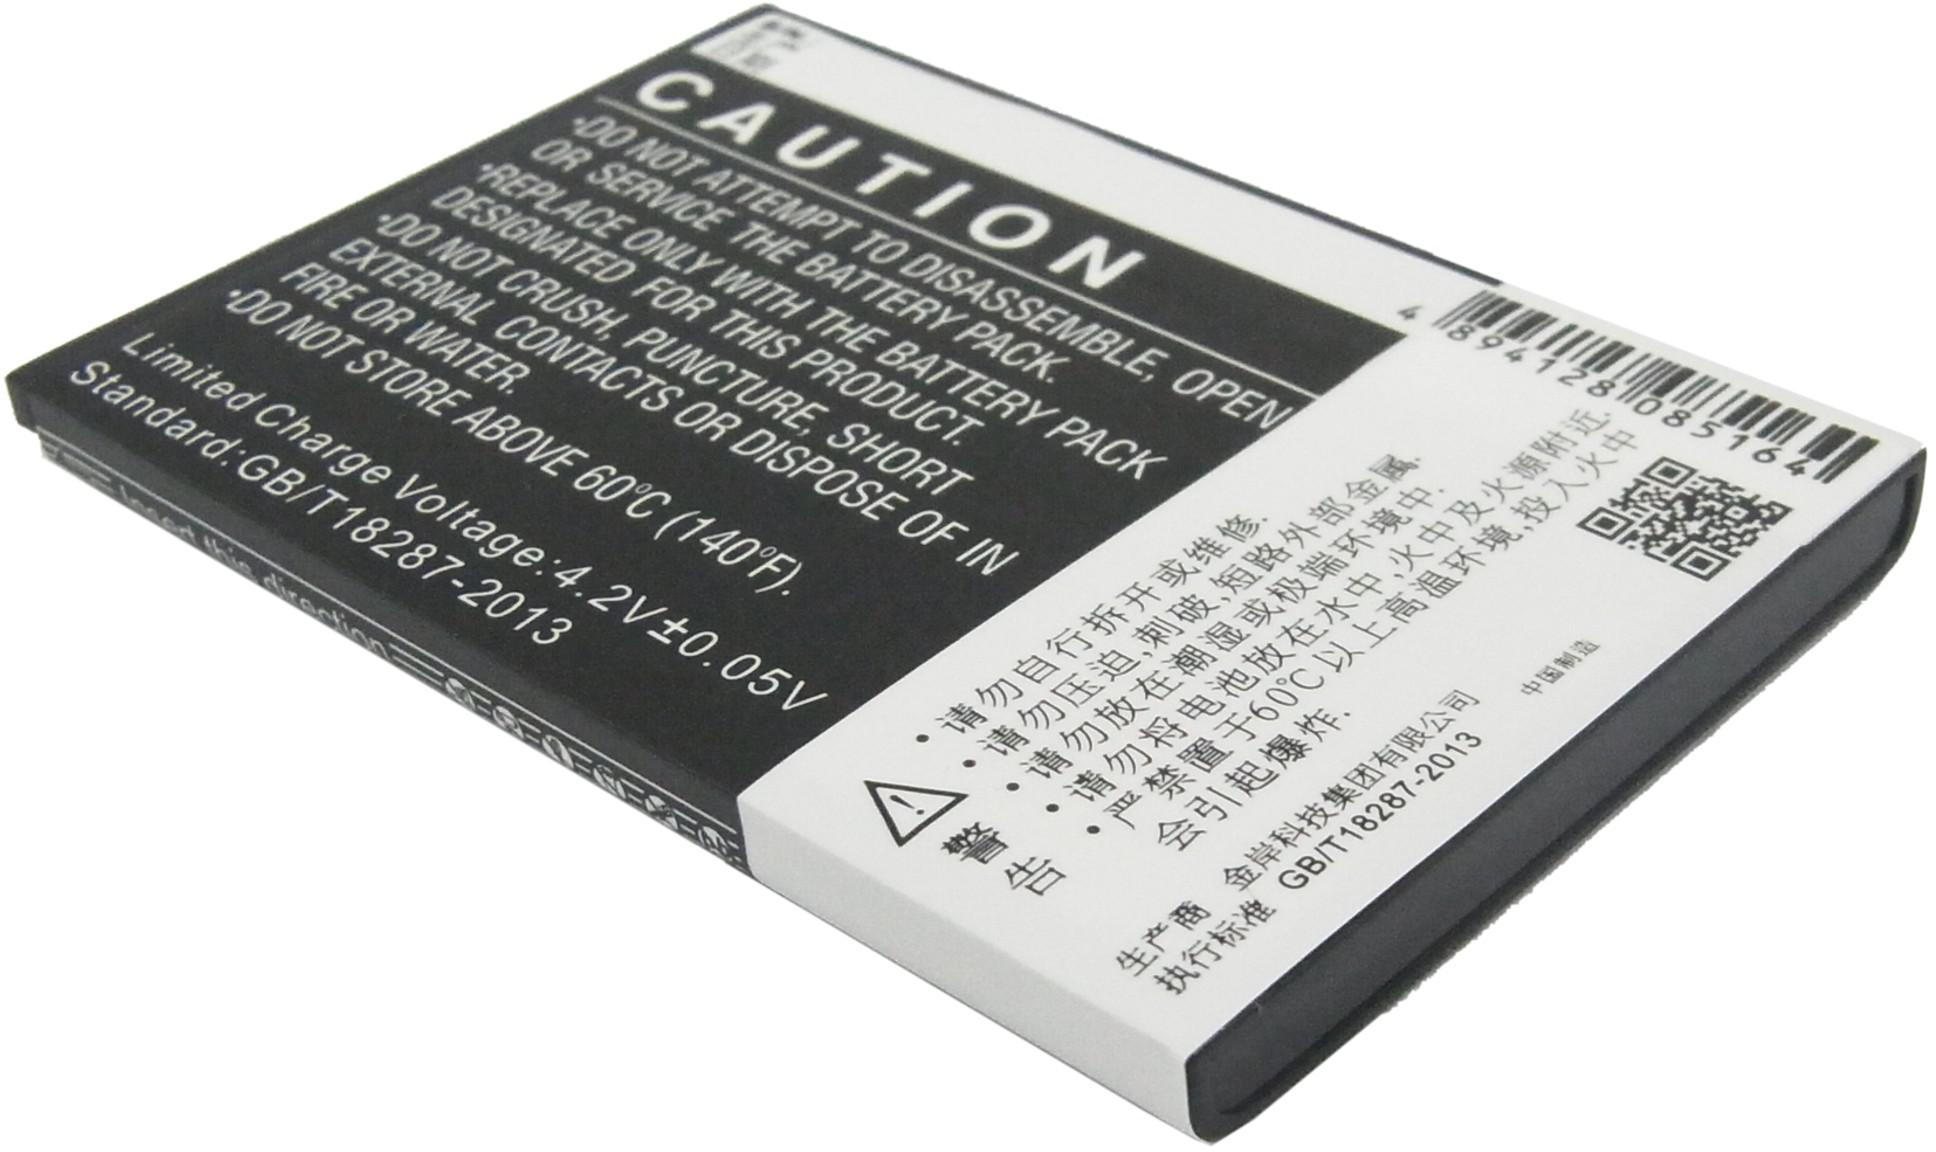 CAUTION
•DO NOT ATTEMPT TO DISASSEMBLE, OPEN
OR SERVICE THE BATTERY PACK.
•REPLACE ONLY WITH THE BATTERY PACK
DESIGNATED FOR THIS PRODUCT.
•DO NOT CRUSH, PUNCTURE, SHORT
EXTERNAL CONTACTS OR DISPOSE OF IN
FIRE OR WATER.
•DO NOT STORE ABOVE 60℃ (140℉).
Limited Charge Voltage:4.2V±0.05V
Standard:GB/T18287-2013
insert this direction
4 894128 085164
警告
•请勿自行拆开或维修.
•请勿压迫,刺破,短路外部金属.
•请勿放在潮湿或极端环境中.
•请勿将电池放在水中,火中及火源附近.
•严禁置于60℃以上高温环境,投入火中
会引起爆炸.
生产商 金岸科技集团有限公司
执行标准 GB/T18287-2013
中国制造